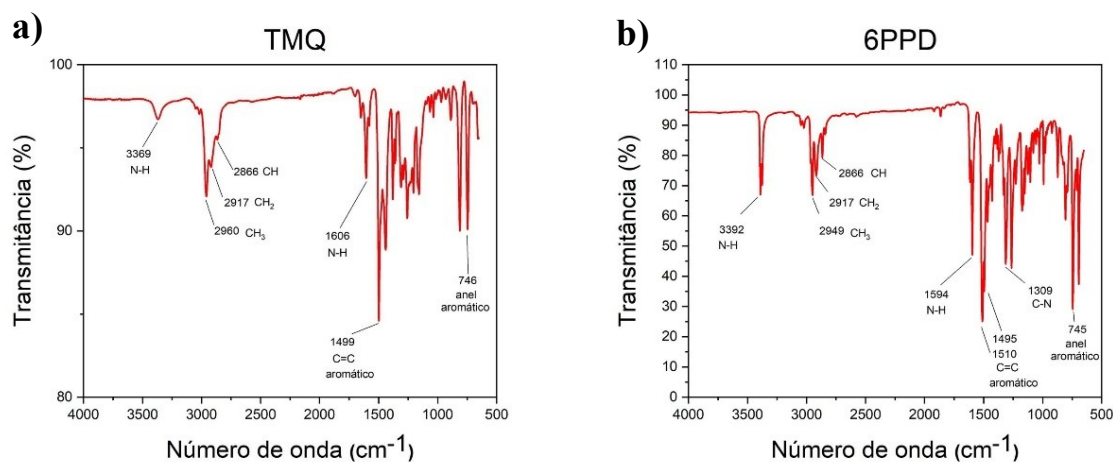 a)
TMQ
100
90
80
Transmitância (%)
3369
N-H
2866 CH
2917 CH₂
2960 CH₃
1606
N-H
1499
C=C
aromático
746
anel
aromático
4000 3500 3000 2500 2000 1500 1000 500
Número de onda (cm⁻¹)
b)
6PPD
110
100
90
80
70
60
50
40
30
20
10
0
Transmitância (%)
3392
N-H
2866 CH
2917 CH₂
2949 CH₃
1594
N-H
1309
C-N
1495
1510
C=C
aromático
745
anel
aromático
4000 3500 3000 2500 2000 1500 1000 500
Número de onda (cm⁻¹)